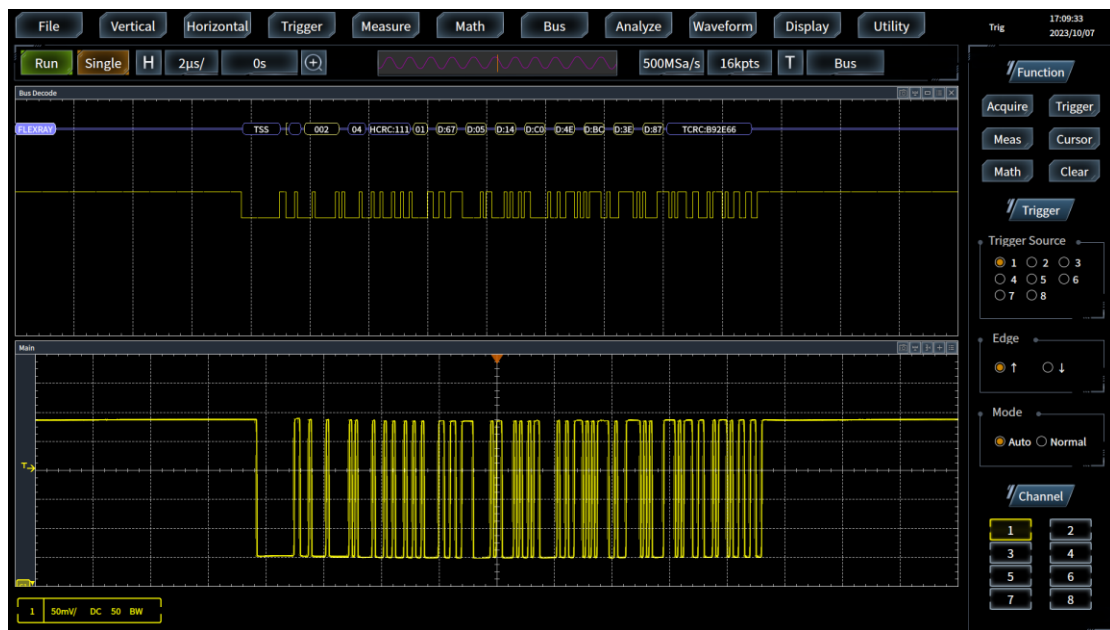 File Vertical Horizontal Trigger Measure Math Bus Analyze Waveform Display Utility Trig 17:09:33
2023/10/07
Run Single H 2μs/ 0s 500MSa/s 16kpts T Bus
Function
Acquire Trigger
Meas Cursor
Math Clear
Trigger
Trigger Source
1 2 3
4 5 6
7 8
Edge
↑ ↓
Mode
Auto Normal
Channel
1 2
3 4
5 6
7 8
Bus Decode
FLEXRAY TSS 002 04 HCRC:111 01 D:67 D:05 D:14 D:C0 D:4E D:BC D:3E D:87 TCRC:B92E66
Main
T
1 50mV/ DC 50 BW